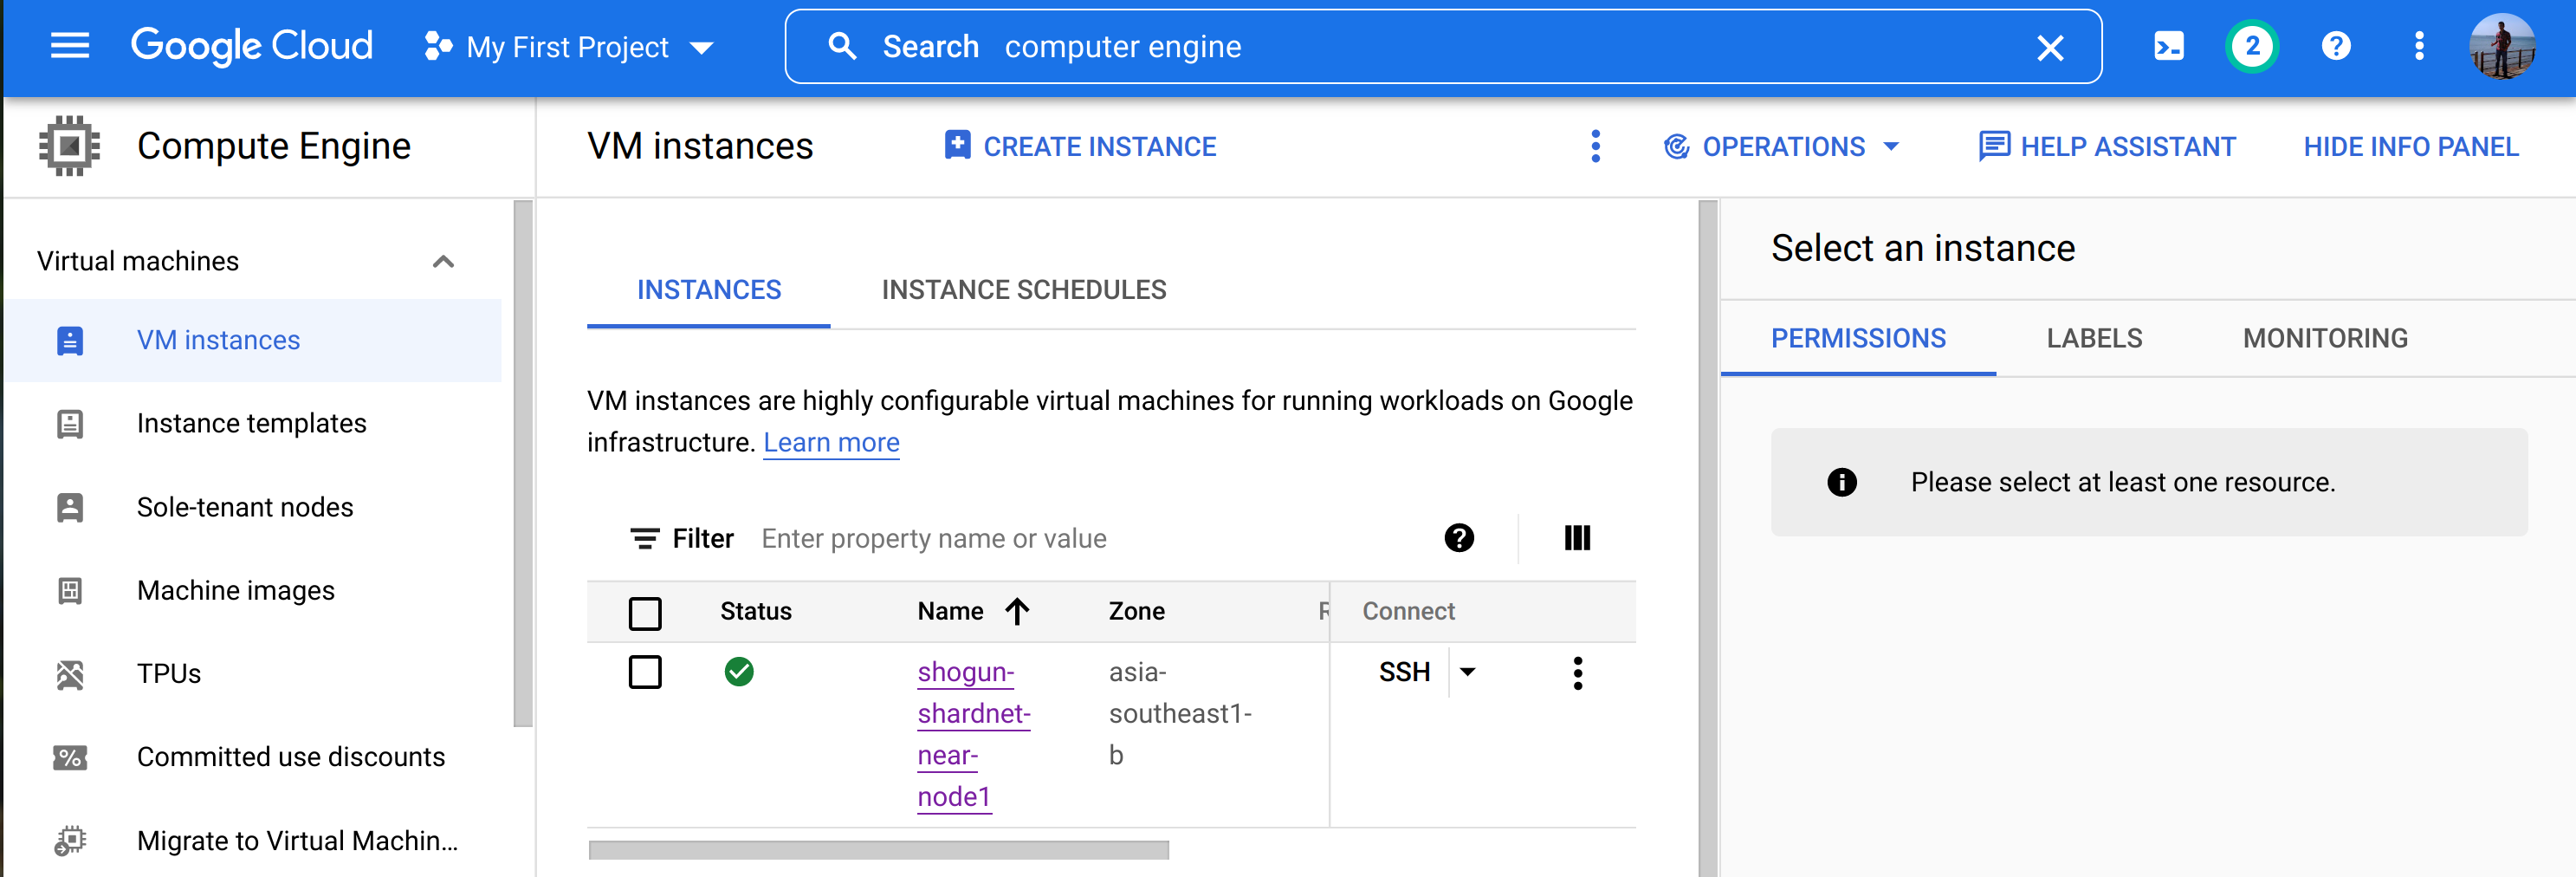 Google Cloud
My First Project
Search computer engine
2
Compute Engine
VM instances
CREATE INSTANCE
OPERATIONS
HELP ASSISTANT
HIDE INFO PANEL
Virtual machines
VM instances
Instance templates
Sole-tenant nodes
Machine images
TPUs
Committed use discounts
Migrate to Virtual Machin...
INSTANCES
INSTANCE SCHEDULES
VM instances are highly configurable virtual machines for running workloads on Google
infrastructure. Learn more
Filter Enter property name or value
Status Name Zone Connect
shogun-
shardnet-
near-
node1
asia-
southeast1-
b
SSH
Select an instance
PERMISSIONS
LABELS
MONITORING
Please select at least one resource.